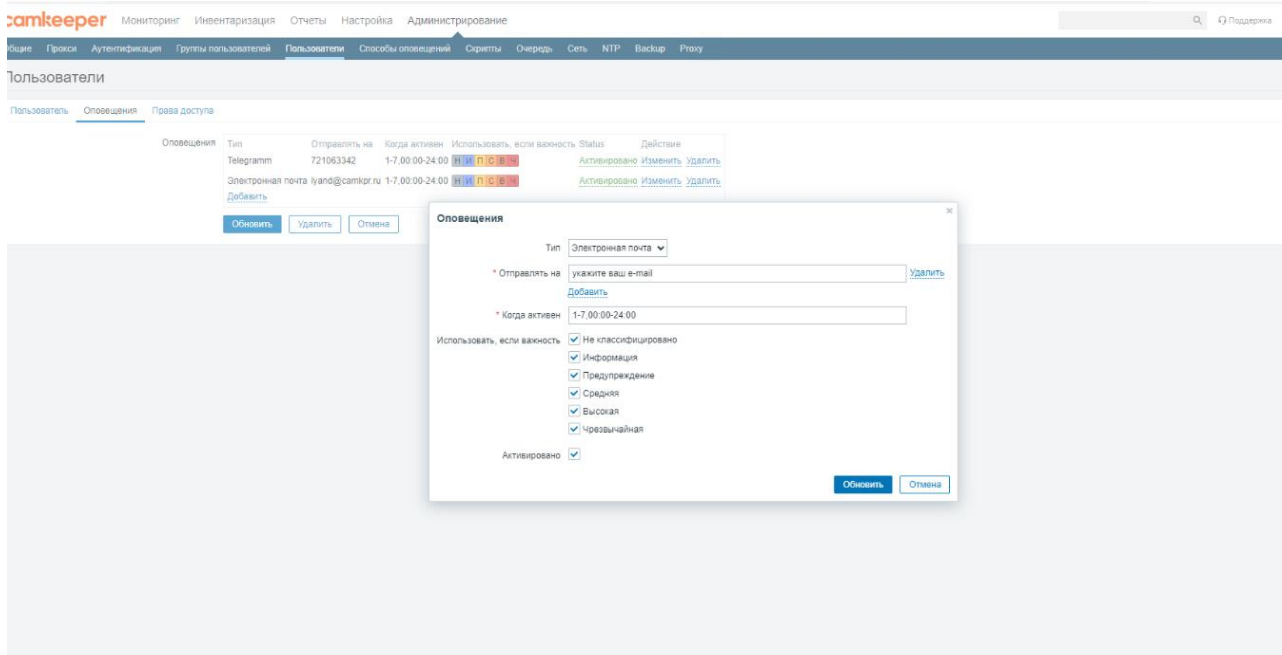 camkeeper Мониторинг Инвентаризация Отчеты Настройка Администрирование Поддержка
Общие Прокси Аутентификация Группы пользователей Пользователи Способы оповещений Скрипты Очередь Сеть NTP Backup Proxy
Пользователи
Пользователь Оповещения Права доступа
Оповещения Тип Отправлять на Когда активен Использовать, если важность Status Действие
Telegramm 721063342 1-7,00:00-24:00 Н И П С В Ч Активировано Изменить Удалить
Электронная почта lyand@camkpr.ru 1-7,00:00-24:00 Н И П С В Ч Активировано Изменить Удалить
Добавить
Обновить Удалить Отмена
Оповещения
Тип Электронная почта
* Отправлять на укажите ваш e-mail Удалить
Добавить
* Когда активен 1-7,00:00-24:00
Использовать, если важность Не классифицировано
Информация
Предупреждение
Средняя
Высокая
Чрезвычайная
Активировано
Обновить Отмена